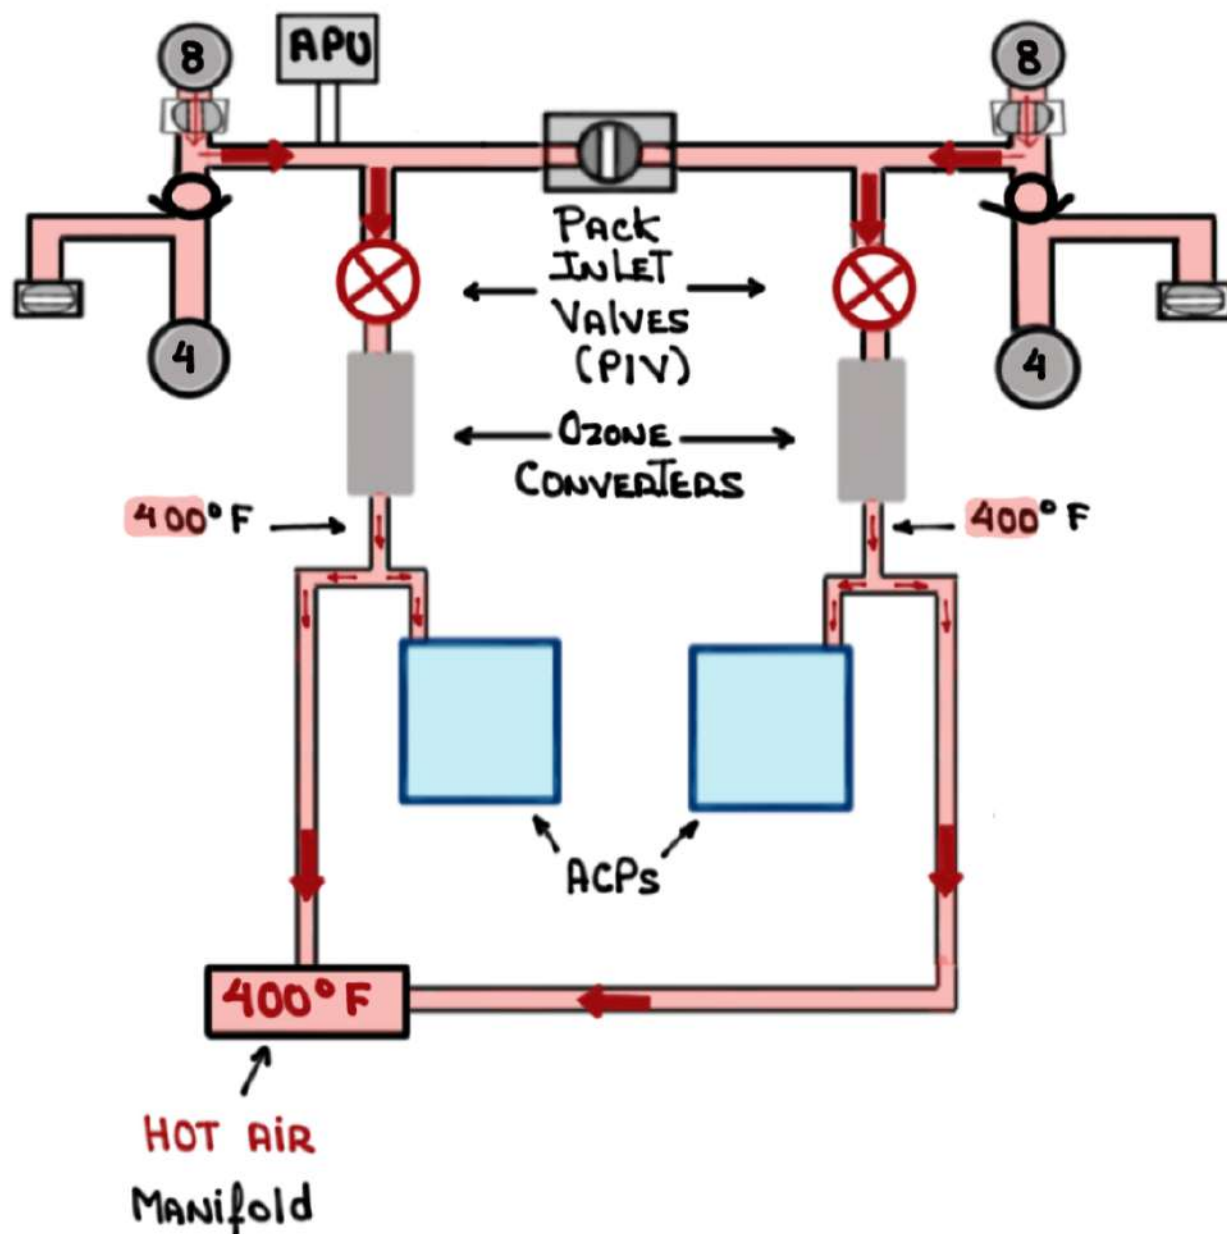 8
APU
8
PACK
INLET
VALVES
(PIV)
4
4
OZONE
CONVERTERS
400°F
400°F
ACPs
400°F
HOT AiR
MANifold